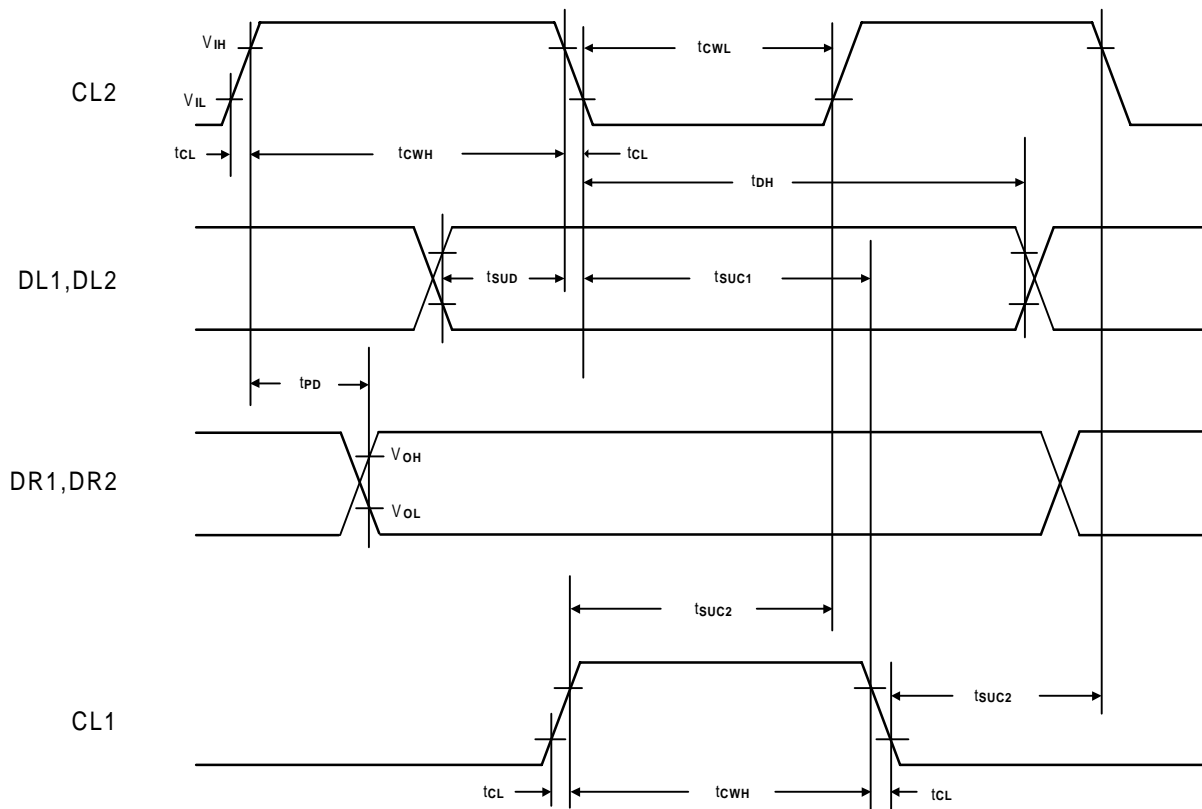 VIH
tCWL
CL2
VIL
tCL
tCWH
tCL
tDH
DL1,DL2
tSUD
tSUC1
tPD
VOH
DR1,DR2
VOL
tSUC2
tSUC2
CL1
tCL
tCWH
tCL